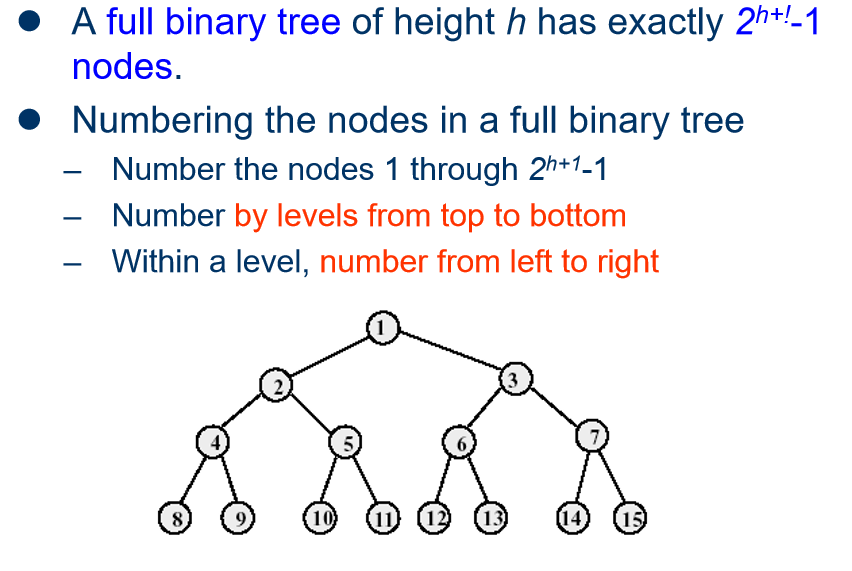 ● A full binary tree of height h has exactly 2^h+!-1
nodes.
● Numbering the nodes in a full binary tree
– Number the nodes 1 through 2^h+1-1
– Number by levels from top to bottom
– Within a level, number from left to right
1
2 3
4 5 6 7
8 9 10 11 12 13 14 15